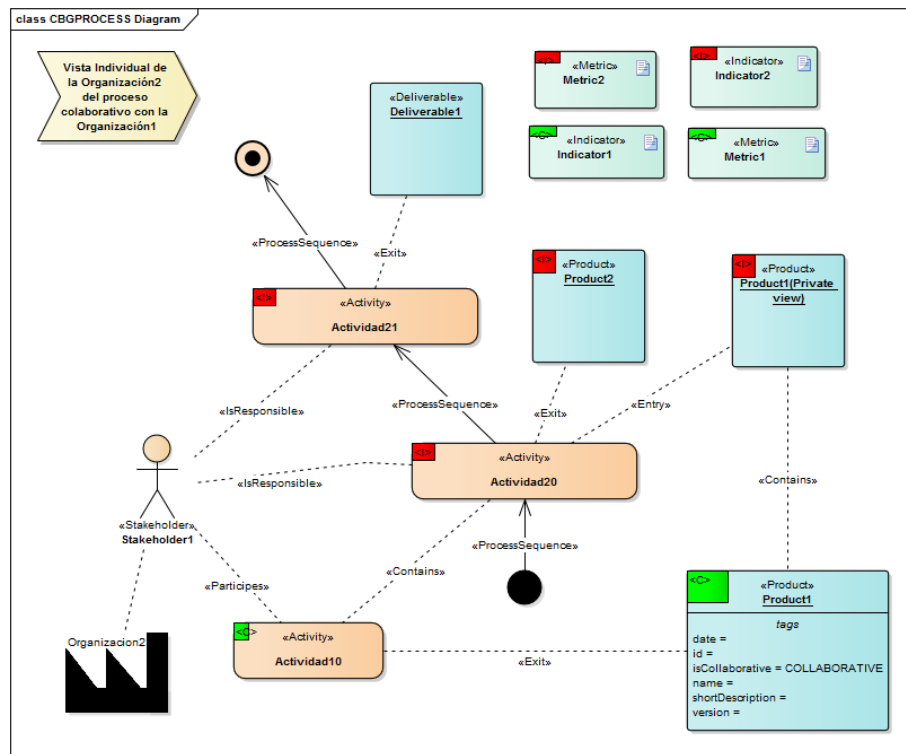 class CBGPROCESS Diagram
Vista Individual de
la Organización2
del proceso
colaborativo con la
Organización1
«Deliverable»
Deliverable1
<I>
«Metric»
Metric2
<I>
«Indicator»
Indicator2
<C>
«Indicator»
Indicator1
<C>
«Metric»
Metric1
«ProcessSequence»
«Exit»
<I>
«Product»
Product2
<I>
«Product»
Product1(Private
view)
<I>
«Activity»
Actividad21
«IsResponsible»
«ProcessSequence»
«Exit»
«Entry»
<I>
«Activity»
Actividad20
«IsResponsible»
«Contains»
«Stakeholder»
Stakeholder1
«ProcessSequence»
«Contains»
«Participes»
Organizacion2
<C>
«Activity»
Actividad10
«Exit»
<C>
«Product»
Product1
tags
date =
id =
isCollaborative = COLLABORATIVE
name =
shortDescription =
version =